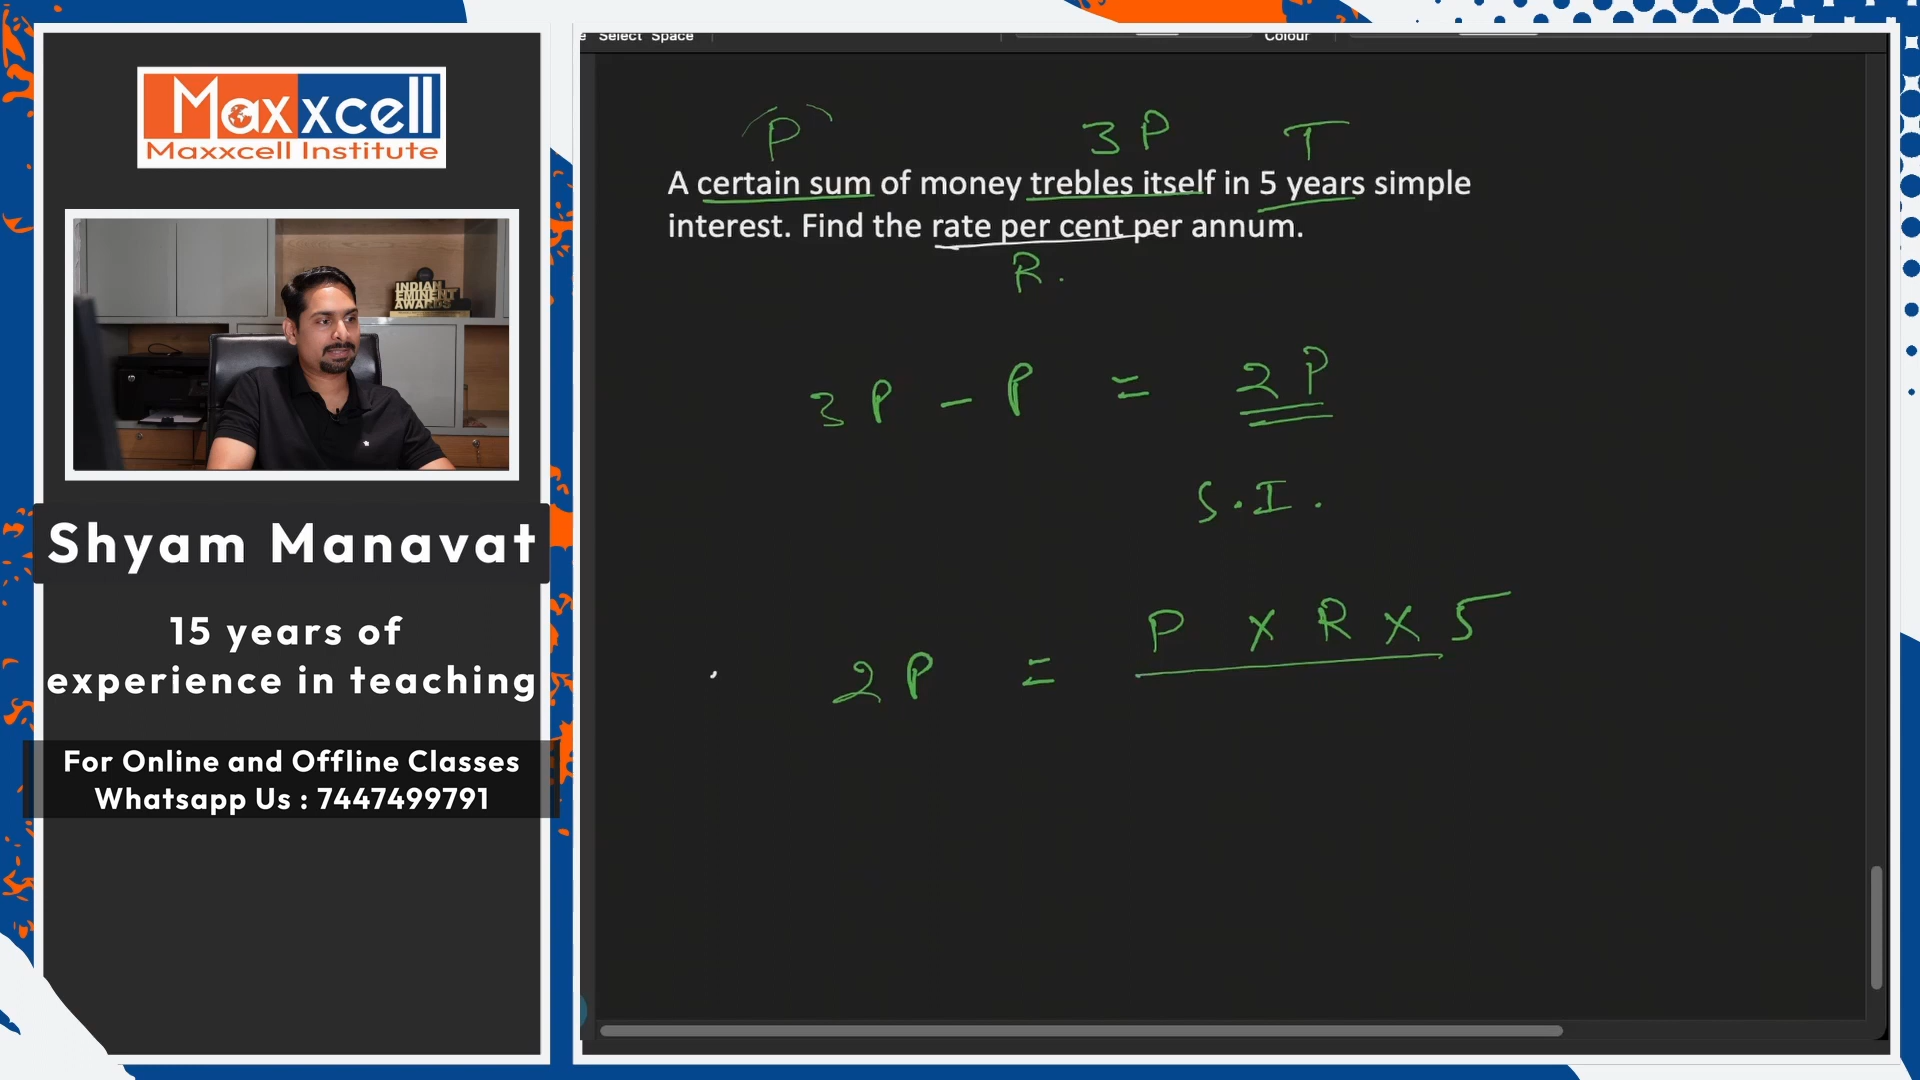 Select Space
Colour
Maxxcell
Maxxcell Institute
P 3P T
A certain sum of money trebles itself in 5 years simple
interest. Find the rate per cent per annum.
R.
3P - P = 2P
S.I.
P x R x 5
2P =
INDIAN
EMINENT
AWARDS
Shyam Manavat
15 years of
experience in teaching
For Online and Offline Classes
Whatsapp Us : 7447499791